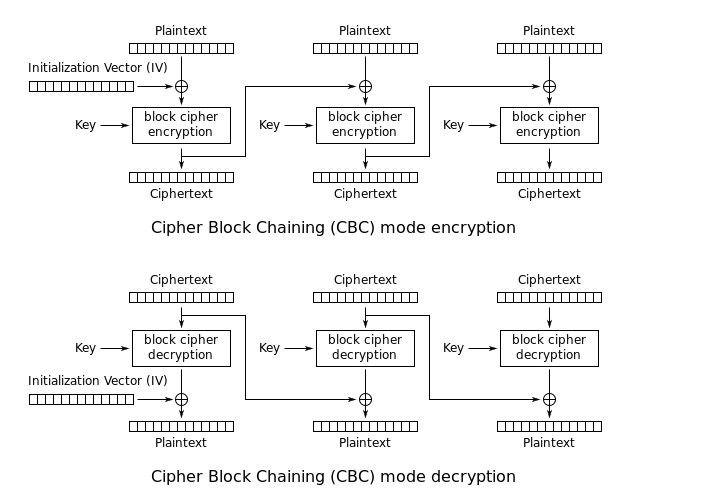 Plaintext Plaintext Plaintext
Initialization Vector (IV)
Key block cipher encryption Key block cipher encryption Key block cipher encryption
Ciphertext Ciphertext Ciphertext
Cipher Block Chaining (CBC) mode encryption
Ciphertext Ciphertext Ciphertext
Key block cipher decryption Key block cipher decryption Key block cipher decryption
Initialization Vector (IV)
Plaintext Plaintext Plaintext
Cipher Block Chaining (CBC) mode decryption